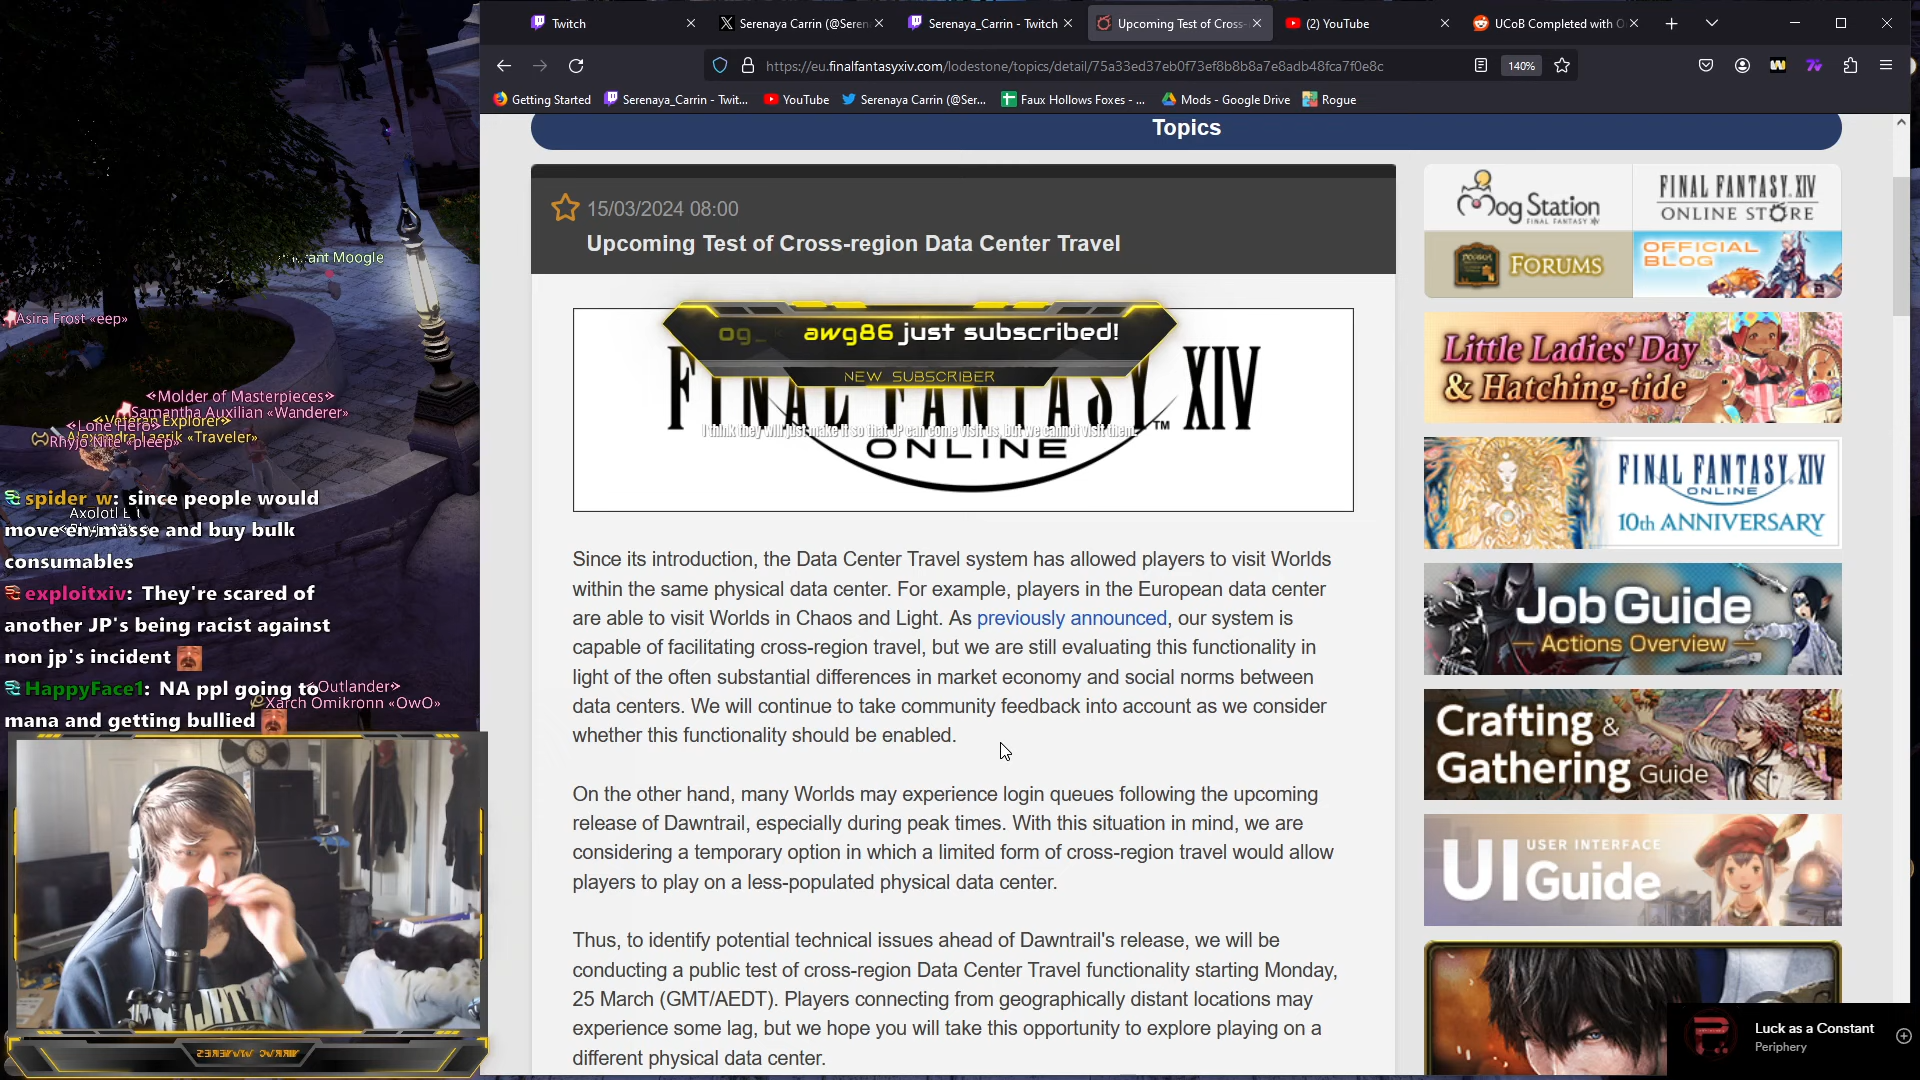 Twitch
Serenaya Carrin (@Seren
Serenaya_Carrin - Twitch
Upcoming Test of Cross-
(2) YouTube
UCoB Completed with O
https://eu.finalfantasyxiv.com/lodestone/topics/detail/75a33ed37eb0f73ef8b8b8a7e8adb48fca7f0e8c
140%
Getting Started
Serenaya_Carrin - Twit...
YouTube
Serenaya Carrin (@Ser...
Faux Hollows Foxes - ...
Mods - Google Drive
Rogue
Topics
15/03/2024 08:00
Upcoming Test of Cross-region Data Center Travel
awg86 just subscribed!
NEW SUBSCRIBER
FINAL FANTASY XIV
I think they will just make it so that JP can come visit us, but we cannot visit them.
ONLINE
Since its introduction, the Data Center Travel system has allowed players to visit Worlds
within the same physical data center. For example, players in the European data center
are able to visit Worlds in Chaos and Light. As previously announced, our system is
capable of facilitating cross-region travel, but we are still evaluating this functionality in
light of the often substantial differences in market economy and social norms between
data centers. We will continue to take community feedback into account as we consider
whether this functionality should be enabled.
On the other hand, many Worlds may experience login queues following the upcoming
release of Dawntrail, especially during peak times. With this situation in mind, we are
considering a temporary option in which a limited form of cross-region travel would allow
players to play on a less-populated physical data center.
Thus, to identify potential technical issues ahead of Dawntrail's release, we will be
conducting a public test of cross-region Data Center Travel functionality starting Monday,
25 March (GMT/AEDT). Players connecting from geographically distant locations may
experience some lag, but we hope you will take this opportunity to explore playing on a
different physical data center.
Mog Station
FINAL FANTASY XIV
FINAL FANTASY XIV
ONLINE STORE
FORUMS
OFFICIAL
BLOG
Little Ladies' Day
& Hatching-tide
FINAL FANTASY XIV
ONLINE
10th ANNIVERSARY
Job Guide
Actions Overview
Crafting &
Gathering Guide
USER INTERFACE
UI Guide
Luck as a Constant
Periphery
Moogle
Asira Frost «eep»
«Molder of Masterpieces»
Samantha Auxilian «Wanderer»
«Veteran Explorer»
«Lone Hero»
«Traveler»
Rhyjo Nite «pleep»
spider_w: since people would
Axolotl
move en masse and buy bulk
consumables
exploitxiv: They're scared of
another JP's being racist against
non jp's incident
HappyFace1: NA ppl going to
«Outlander»
Xarch Omikronn «OwO»
mana and getting bullied